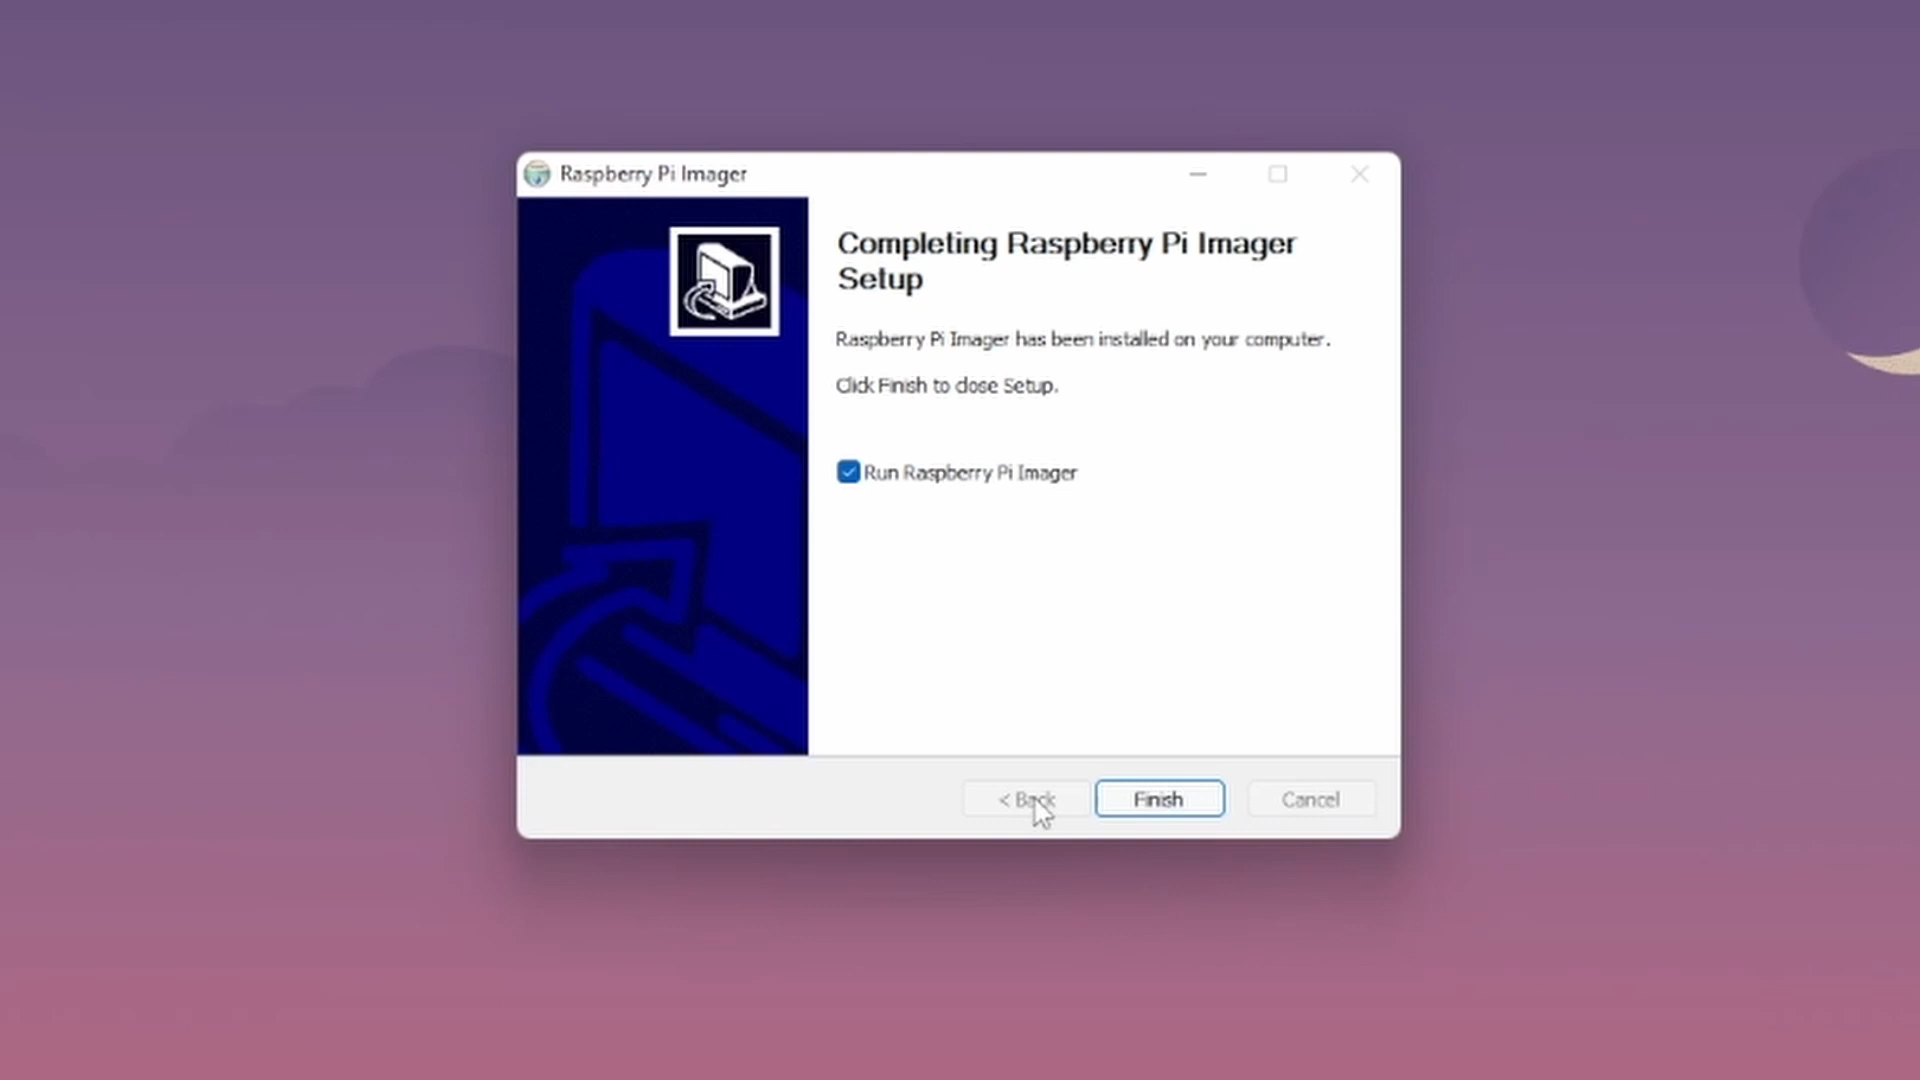 Raspberry Pi Imager
Completing Raspberry Pi Imager
Setup
Raspberry Pi Imager has been installed on your computer.
Click Finish to close Setup.
Run Raspberry Pi Imager
< Back
Finish
Cancel